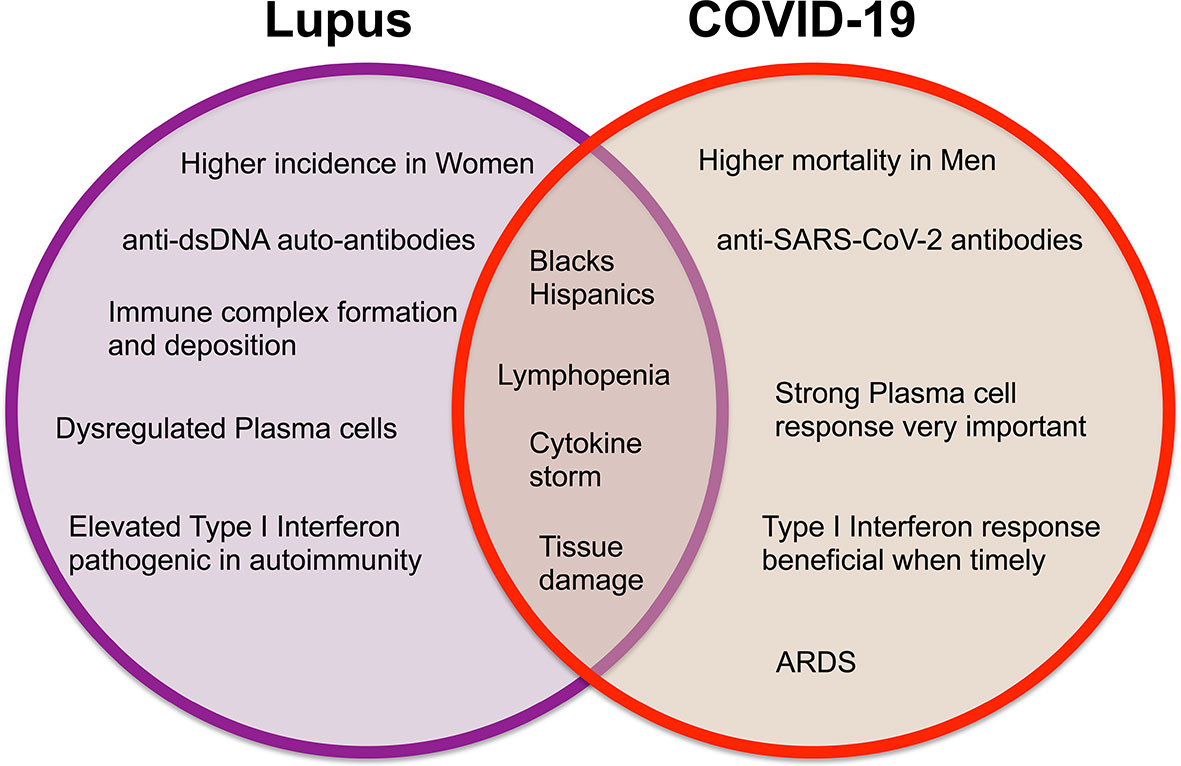 Lupus
COVID-19
Higher incidence in Women
anti-dsDNA auto-antibodies
Immune complex formation
and deposition
Dysregulated Plasma cells
Elevated Type I Interferon
pathogenic in autoimmunity
Blacks
Hispanics
Lymphopenia
Cytokine
storm
Tissue
damage
Higher mortality in Men
anti-SARS-CoV-2 antibodies
Strong Plasma cell
response very important
Type I Interferon response
beneficial when timely
ARDS